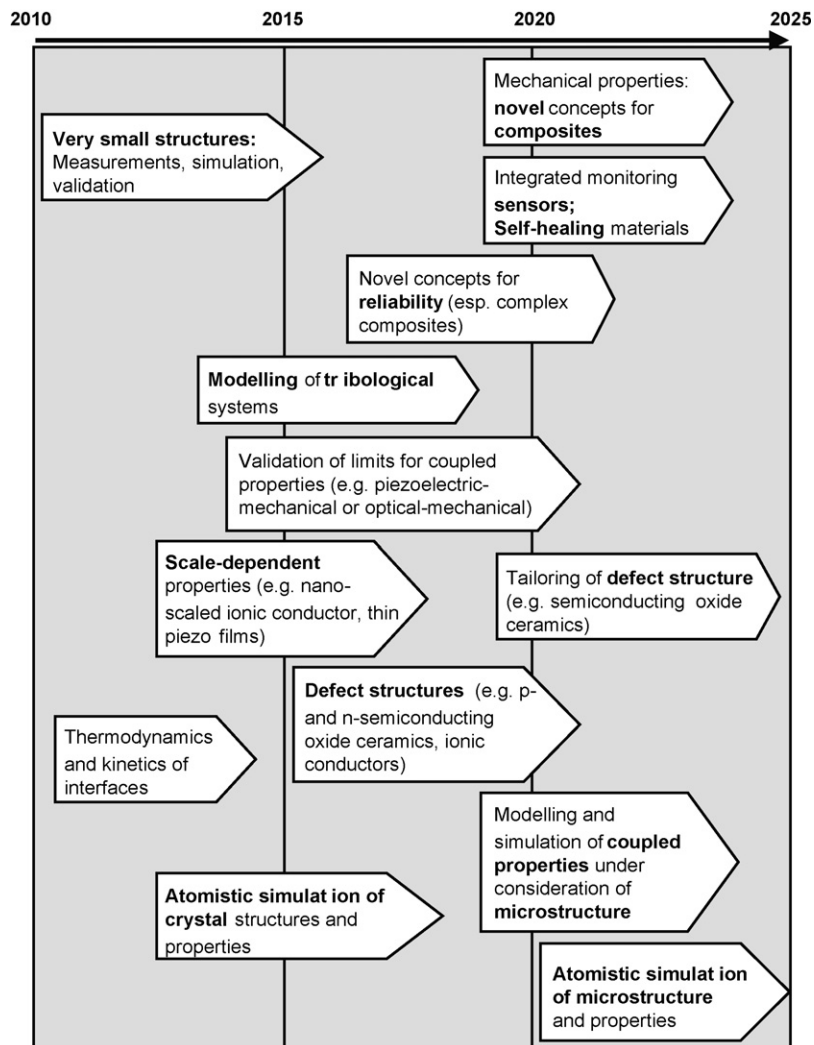 2010 2015 2020 2025
Mechanical properties:
novel concepts for
composites
Very small structures:
Measurements, simulation,
validation
Integrated monitoring
sensors;
Self-healing materials
Novel concepts for
reliability (esp. complex
composites)
Modelling of tr ibological
systems
Validation of limits for coupled
properties (e.g. piezoelectric-
mechanical or optical-mechanical)
Scale-dependent
properties (e.g. nano-
scaled ionic conductor, thin
piezo films)
Tailoring of defect structure
(e.g. semiconducting oxide
ceramics)
Defect structures (e.g. p-
and n-semiconducting
oxide ceramics, ionic
conductors)
Thermodynamics
and kinetics of
interfaces
Modelling and
simulation of coupled
properties under
consideration of
microstructure
Atomistic simulat ion of
crystal structures and
properties
Atomistic simulat ion
of microstructure
and properties